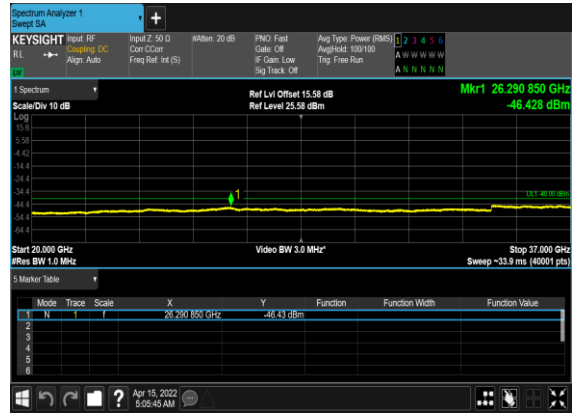 Spectrum Analyzer 1
Swept SA
+
KEYSIGHT Input: RF Input Z: 50 Ω #Atten: 20 dB PNO: Fast Avg Type: Power (RMS) 1 2 3 4 5 6
RL Coupling: DC Corr CCorr Gate: Off Avg|Hold: 100/100 A W W W W W
Align: Auto Freq Ref: Int (S) IF Gain: Low Trig: Free Run
Sig Track: Off A N N N N N
1 Spectrum Ref Lvl Offset 15.58 dB Mkr1 26.290 850 GHz
Scale/Div 10 dB Ref Level 25.58 dBm -46.428 dBm
Log
15.6
5.58
-4.42
-14.4
-24.4
-34.4 1 DL1 -40.00 dBm
-44.4
-54.4
-64.4
Start 20.000 GHz Video BW 3.0 MHz* Stop 37.000 GHz
#Res BW 1.0 MHz Sweep ~33.9 ms (40001 pts)
5 Marker Table
Mode Trace Scale X Y Function Function Width Function Value
1 N 1 f 26.290 850 GHz -46.43 dBm
2
3
4
5
6
? Apr 15, 2022
5:05:45 AM